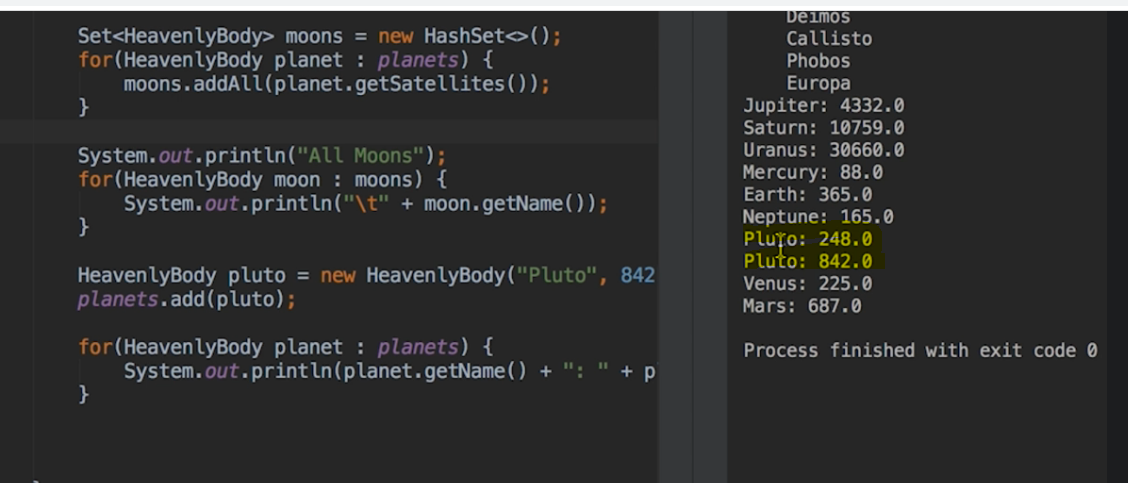 Set<HeavenlyBody> moons = new HashSet<>();
for(HeavenlyBody planet : planets) {
moons.addAll(planet.getSatellites());
}
System.out.println("All Moons");
for(HeavenlyBody moon : moons) {
System.out.println("\t" + moon.getName());
}
HeavenlyBody pluto = new HeavenlyBody("Pluto", 842
planets.add(pluto);
for(HeavenlyBody planet : planets) {
System.out.println(planet.getName() + ": " + p
}
Deimos
Callisto
Phobos
Europa
Jupiter: 4332.0
Saturn: 10759.0
Uranus: 30660.0
Mercury: 88.0
Earth: 365.0
Neptune: 165.0
Pluto: 248.0
Pluto: 842.0
Venus: 225.0
Mars: 687.0
Process finished with exit code 0